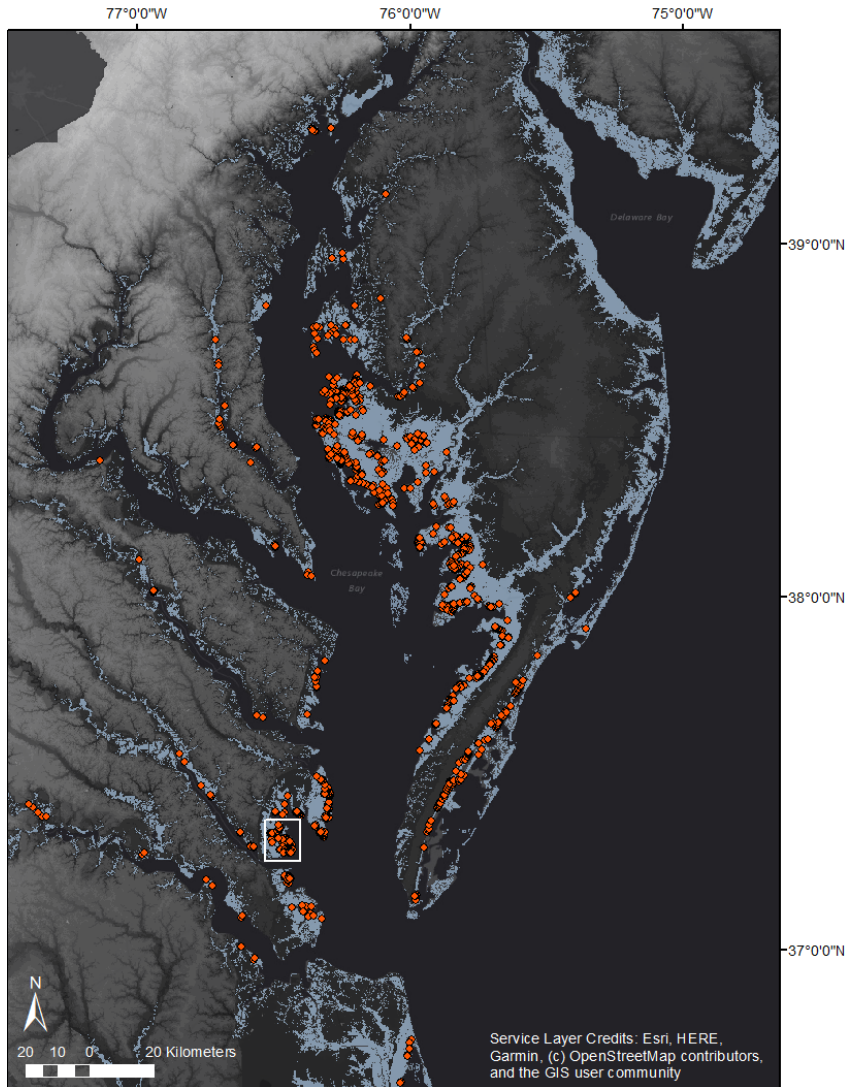 77°0'0"W 76°0'0"W 75°0'0"W
39°0'0"N
Delaware Bay
38°0'0"N
Chesapeake
Bay
37°0'0"N
N
20 10 0 20 Kilometers
Service Layer Credits: Esri, HERE,
Garmin, (c) OpenStreetMap contributors,
and the GIS user community